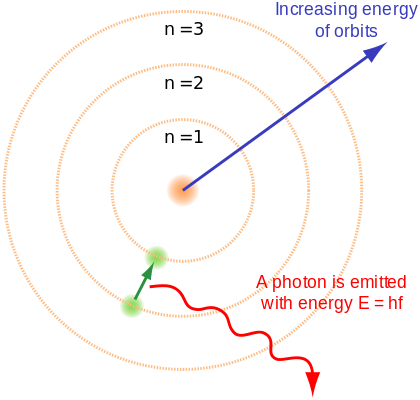 Increasing energy
of orbits
n=3
n=2
n=1
A photon is emitted
with energy E = hf